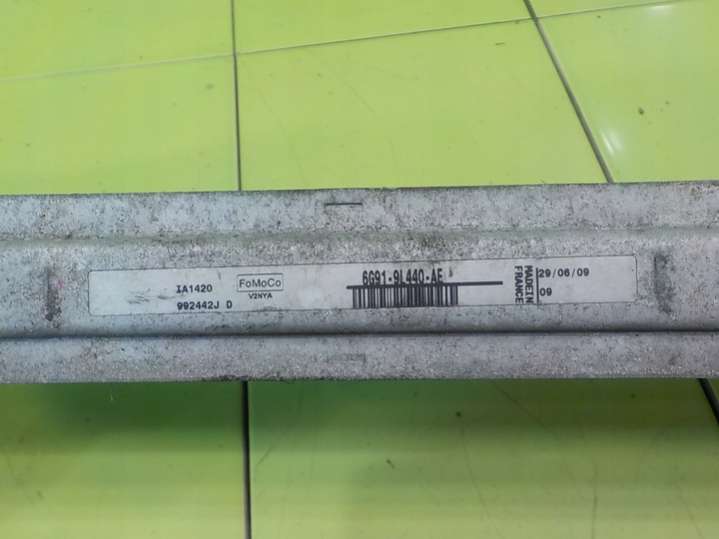 IA1420
992442J D
FoMoCo
V2NYA
6G91-9L440-AE
MADE IN
FRANCE
29/06/09
09